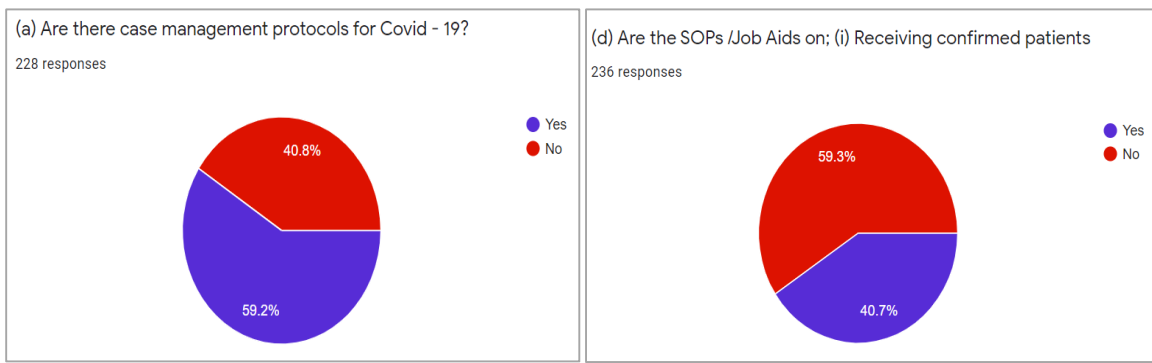 (a) Are there case management protocols for Covid - 19?
228 responses
Yes
No
40.8%
59.2%
(d) Are the SOPs /Job Aids on; (i) Receiving confirmed patients
236 responses
Yes
No
59.3%
40.7%